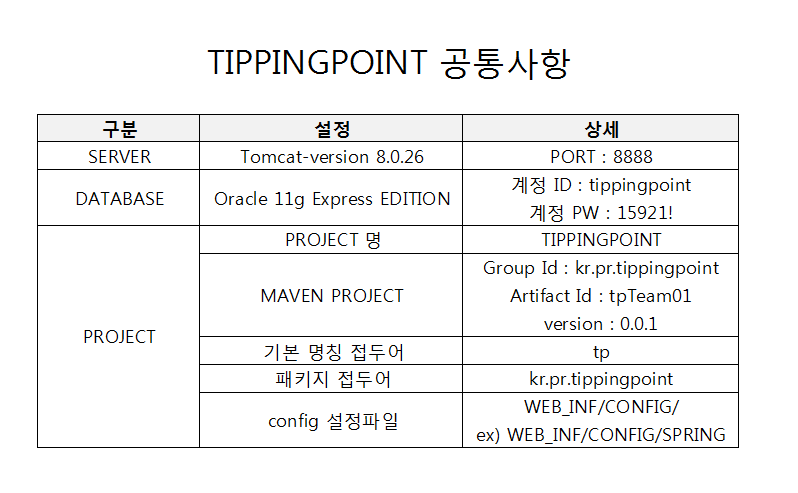 TIPPINGPOINT 공통사항
구분 설정 상세
SERVER Tomcat-version 8.0.26 PORT : 8888
DATABASE Oracle 11g Express EDITION 계정 ID : tippingpoint
계정 PW : 15921!
PROJECT PROJECT 명 TIPPINGPOINT
MAVEN PROJECT Group Id : kr.pr.tippingpoint
Artifact Id : tpTeam01
version : 0.0.1
기본 명칭 접두어 tp
패키지 접두어 kr.pr.tippingpoint
config 설정파일 WEB_INF/CONFIG/
ex) WEB_INF/CONFIG/SPRING